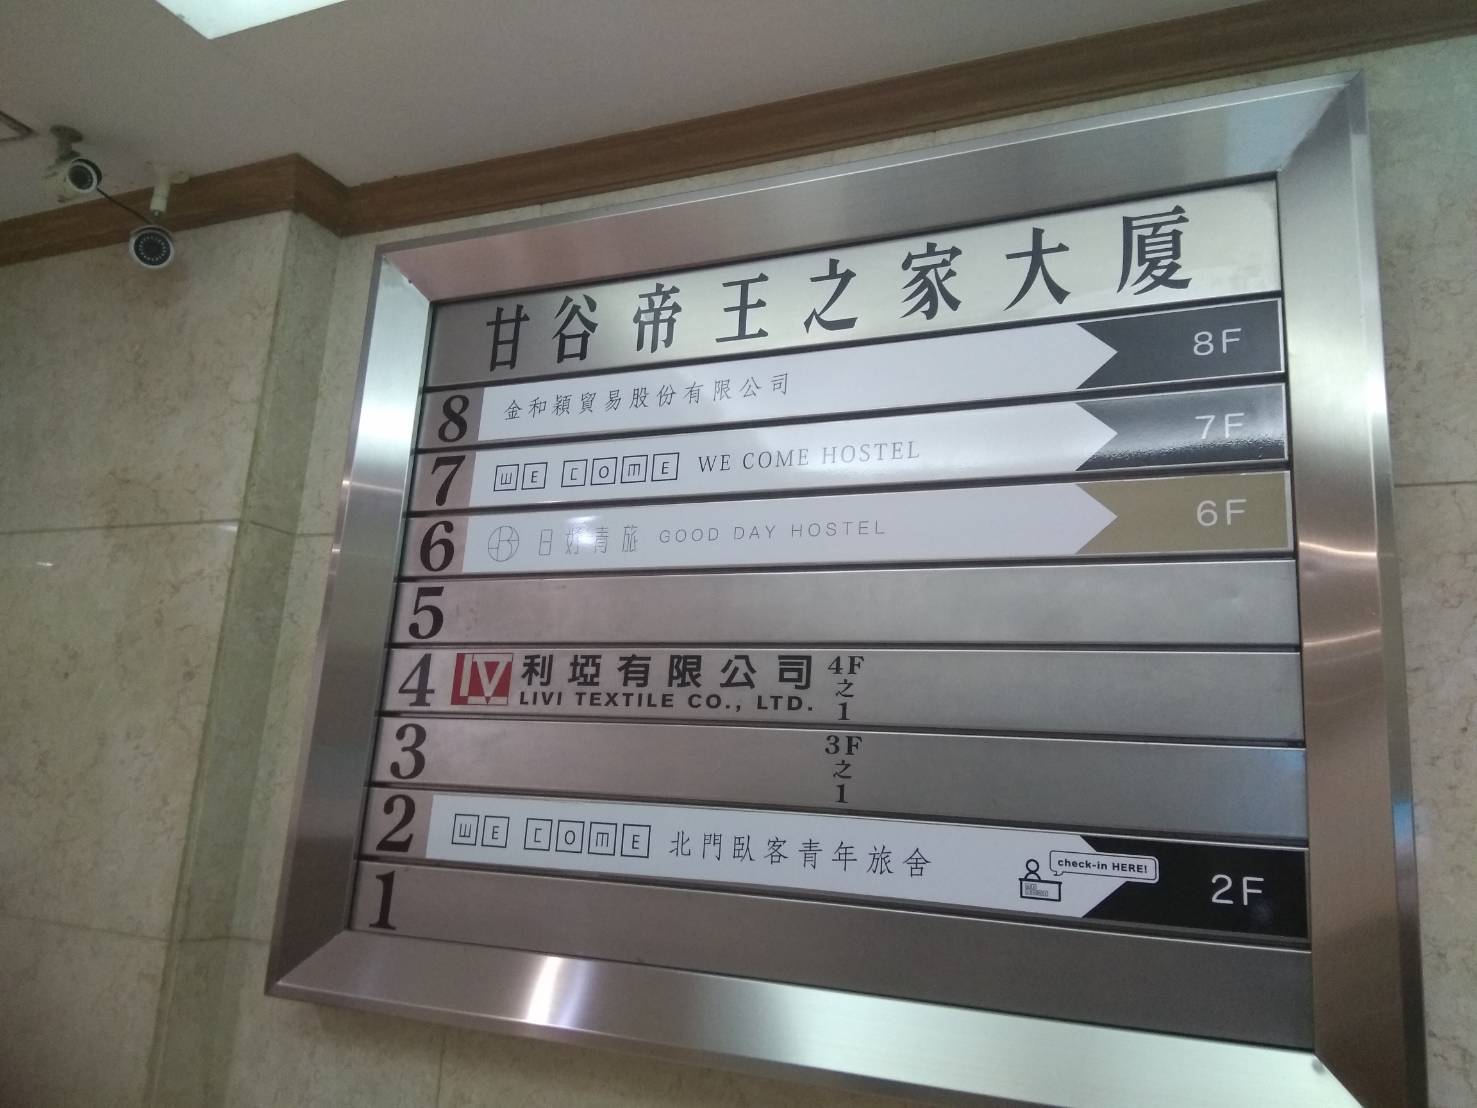 甘谷帝王之家大厦
8 金和穎貿易股份有限公司 8F
7 WE COME WE COME HOSTEL 7F
6 日好青旅 GOOD DAY HOSTEL 6F
5
4 LIV 利埡有限公司 4F之1
LIVI TEXTILE CO., LTD.
3 3F之1
2 WE COME 北門臥客青年旅舍 check-in HERE! 2F
1